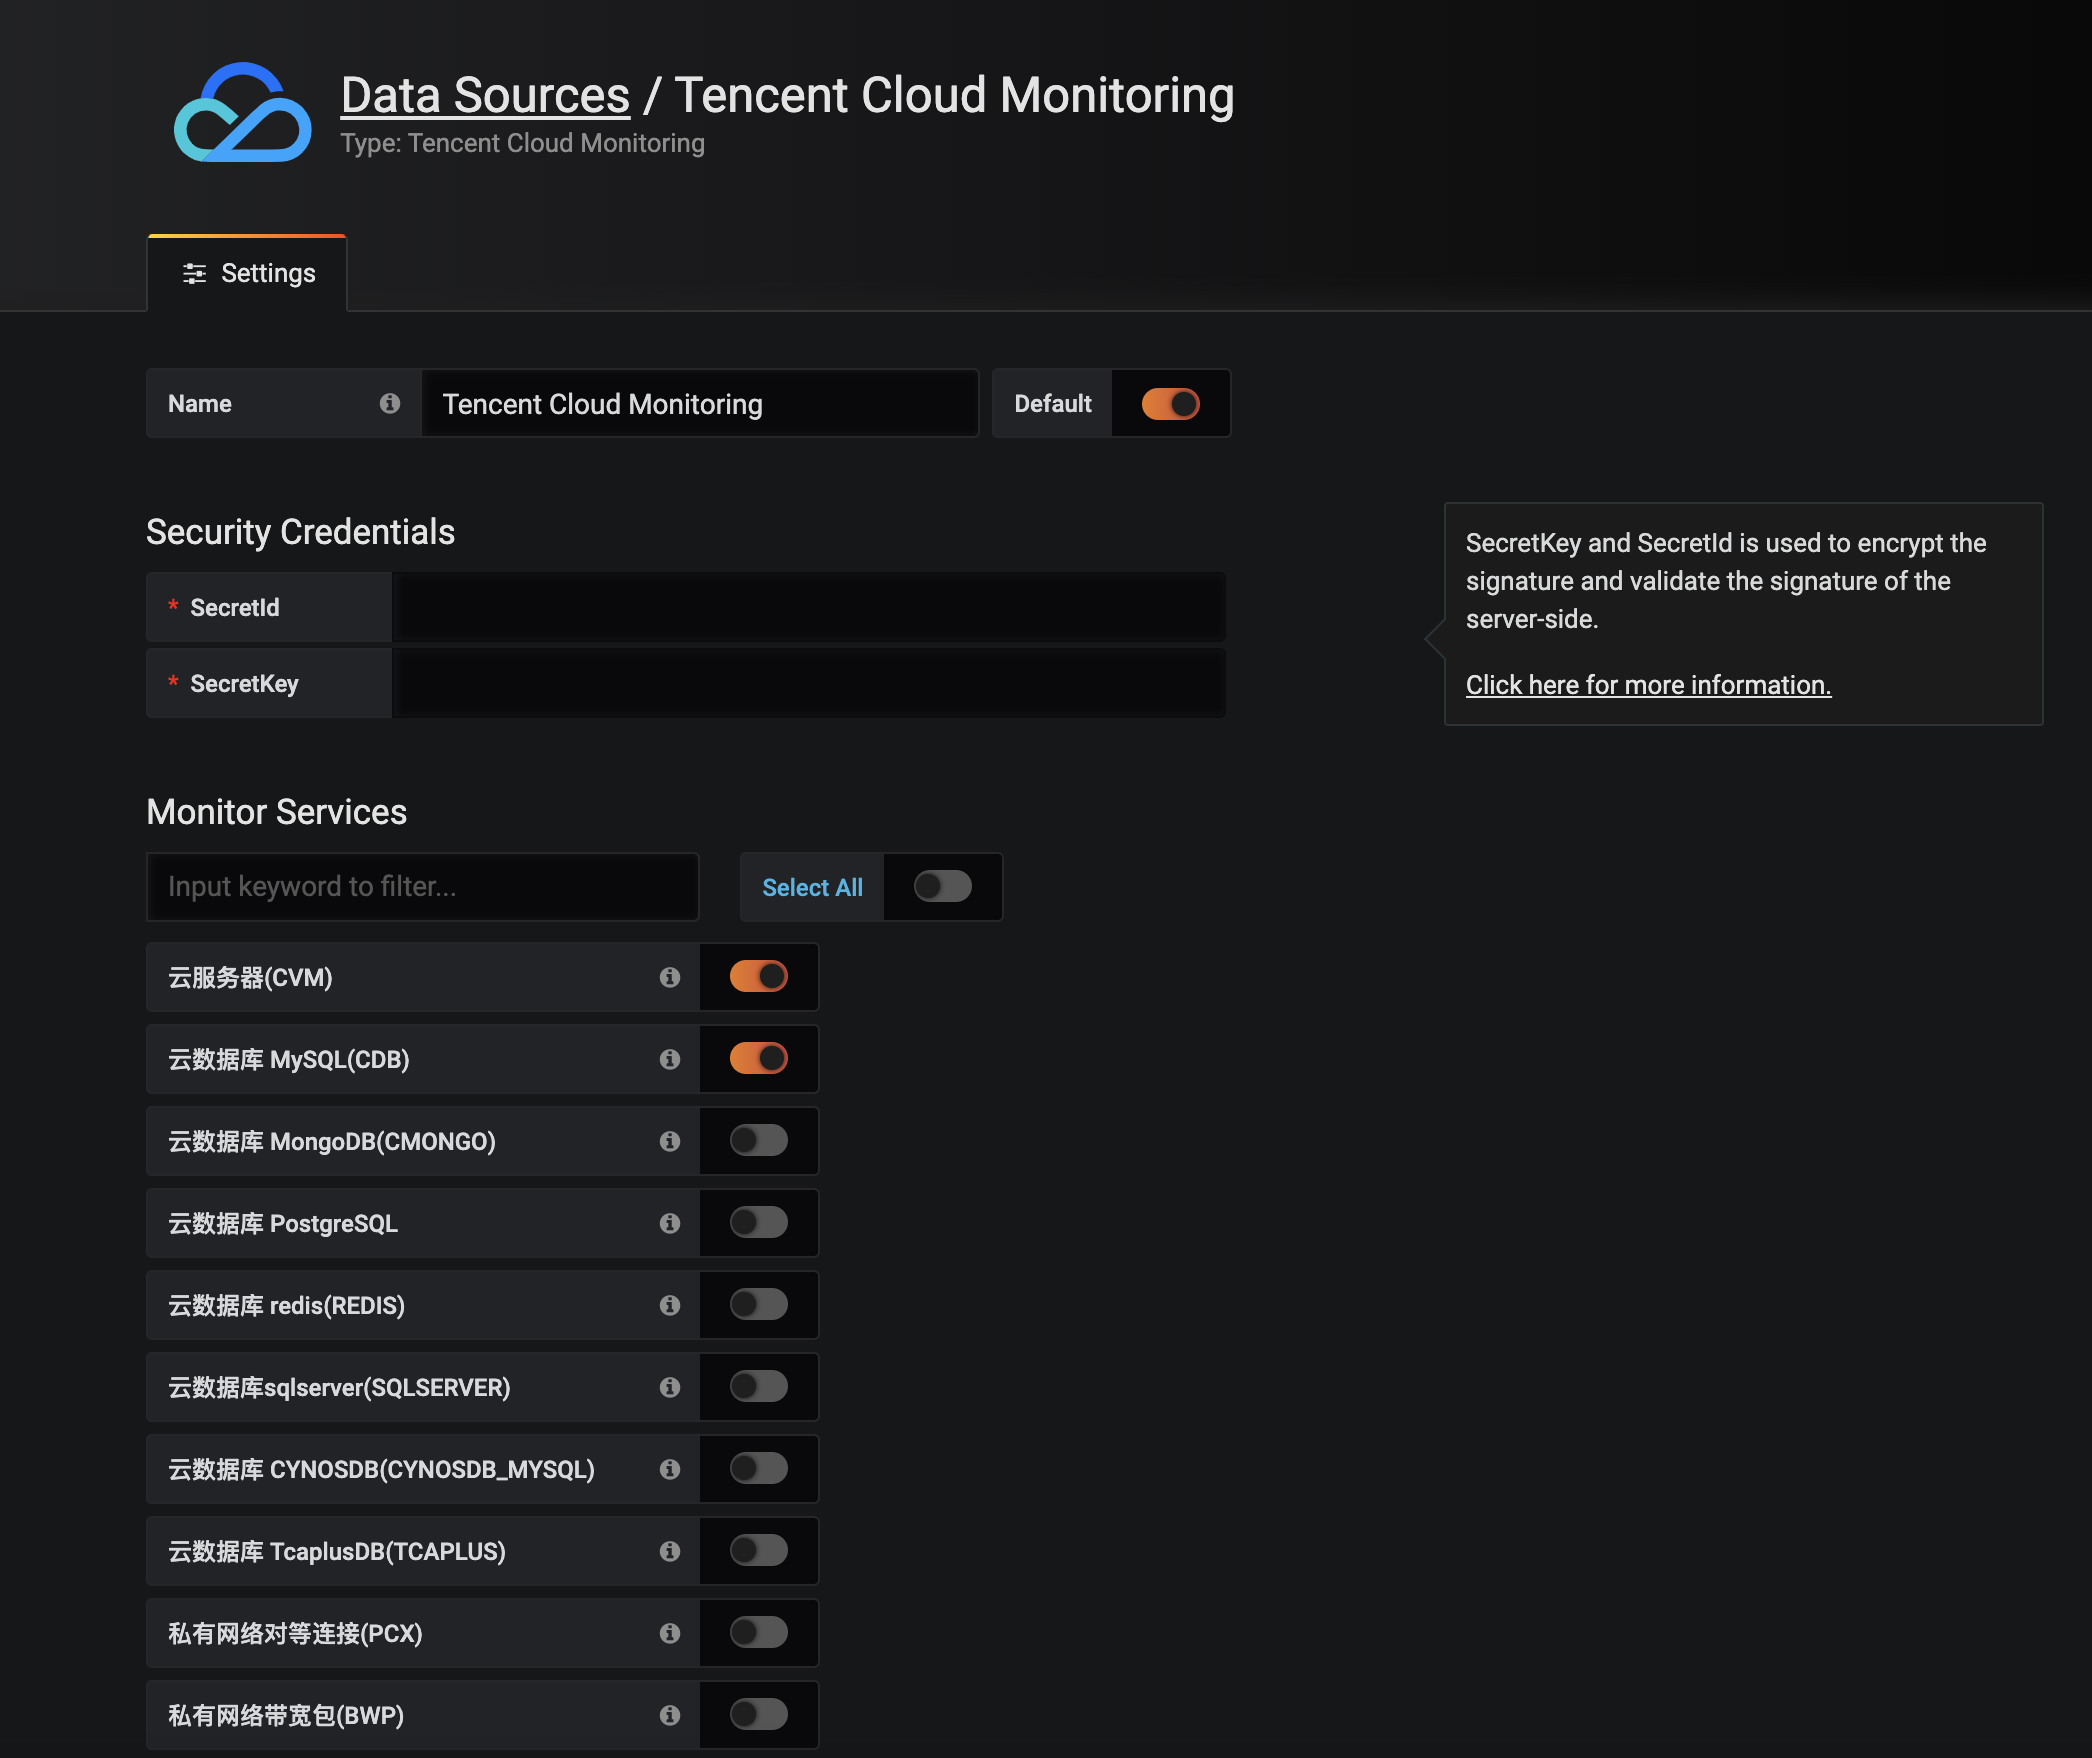 Data Sources / Tencent Cloud Monitoring
Type: Tencent Cloud Monitoring
Settings
Name
Tencent Cloud Monitoring
Default
Security Credentials
* SecretId
* SecretKey
SecretKey and SecretId is used to encrypt the
signature and validate the signature of the
server-side.
Click here for more information.
Monitor Services
Input keyword to filter...
Select All
云服务器(CVM)
云数据库 MySQL(CDB)
云数据库 MongoDB(CMONGO)
云数据库 PostgreSQL
云数据库 redis(REDIS)
云数据库sqlserver(SQLSERVER)
云数据库 CYNOSDB(CYNOSDB_MYSQL)
云数据库 TcaplusDB(TCAPLUS)
私有网络对等连接(PCX)
私有网络带宽包(BWP)